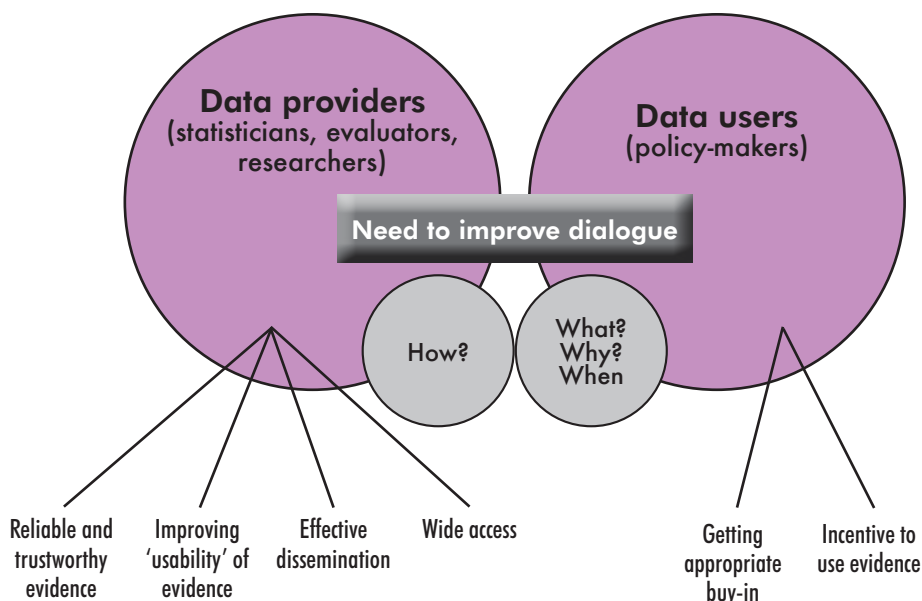 Data providers
(statisticians, evaluators,
researchers)
Data users
(policy-makers)
Need to improve dialogue
How?
What?
Why?
When
Reliable and
trustworthy
evidence
Improving
‘usability’ of
evidence
Effective
dissemination
Wide access
Getting
appropriate
buy-in
Incentive to
use evidence